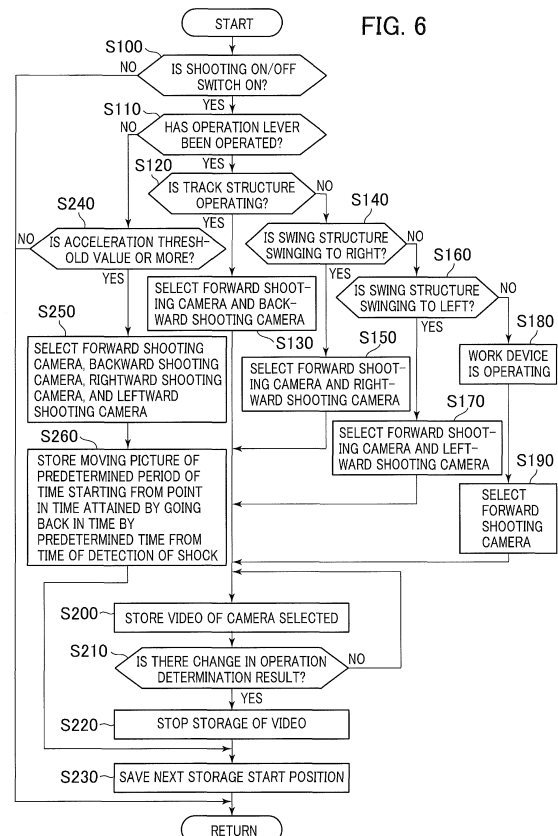 START
FIG. 6
S100
IS SHOOTING ON/OFF
SWITCH ON?
NO
YES
S110
HAS OPERATION LEVER
BEEN OPERATED?
NO
YES
S120
IS TRACK STRUCTURE
OPERATING?
NO
YES
S240
IS ACCELERATION THRESH-
OLD VALUE OR MORE?
NO
YES
S140
IS SWING STRUCTURE
SWINGING TO RIGHT?
NO
YES
S160
IS SWING STRUCTURE
SWINGING TO LEFT?
NO
YES
SELECT FORWARD SHOOT-
ING CAMERA AND BACK-
WARD SHOOTING CAMERA
S130
S180
WORK DEVICE
IS OPERATING
S250
SELECT FORWARD SHOOTING
CAMERA, BACKWARD SHOOTING
CAMERA, RIGHTWARD SHOOTING
CAMERA, AND LEFTWARD
SHOOTING CAMERA
S150
SELECT FORWARD SHOOT-
ING CAMERA AND RIGHT-
WARD SHOOTING CAMERA
S170
SELECT FORWARD SHOOT-
ING CAMERA AND LEFT-
WARD SHOOTING CAMERA
S260
STORE MOVING PICTURE OF
PREDETERMINED PERIOD OF
TIME STARTING FROM POINT
IN TIME ATTAINED BY GOING
BACK IN TIME BY
PREDETERMINED TIME FROM
TIME OF DETECTION OF SHOCK
S190
SELECT
FORWARD
SHOOTING
CAMERA
S200
STORE VIDEO OF CAMERA SELECTED
S210
IS THERE CHANGE IN OPERATION
DETERMINATION RESULT?
NO
YES
S220
STOP STORAGE OF VIDEO
S230
SAVE NEXT STORAGE START POSITION
RETURN